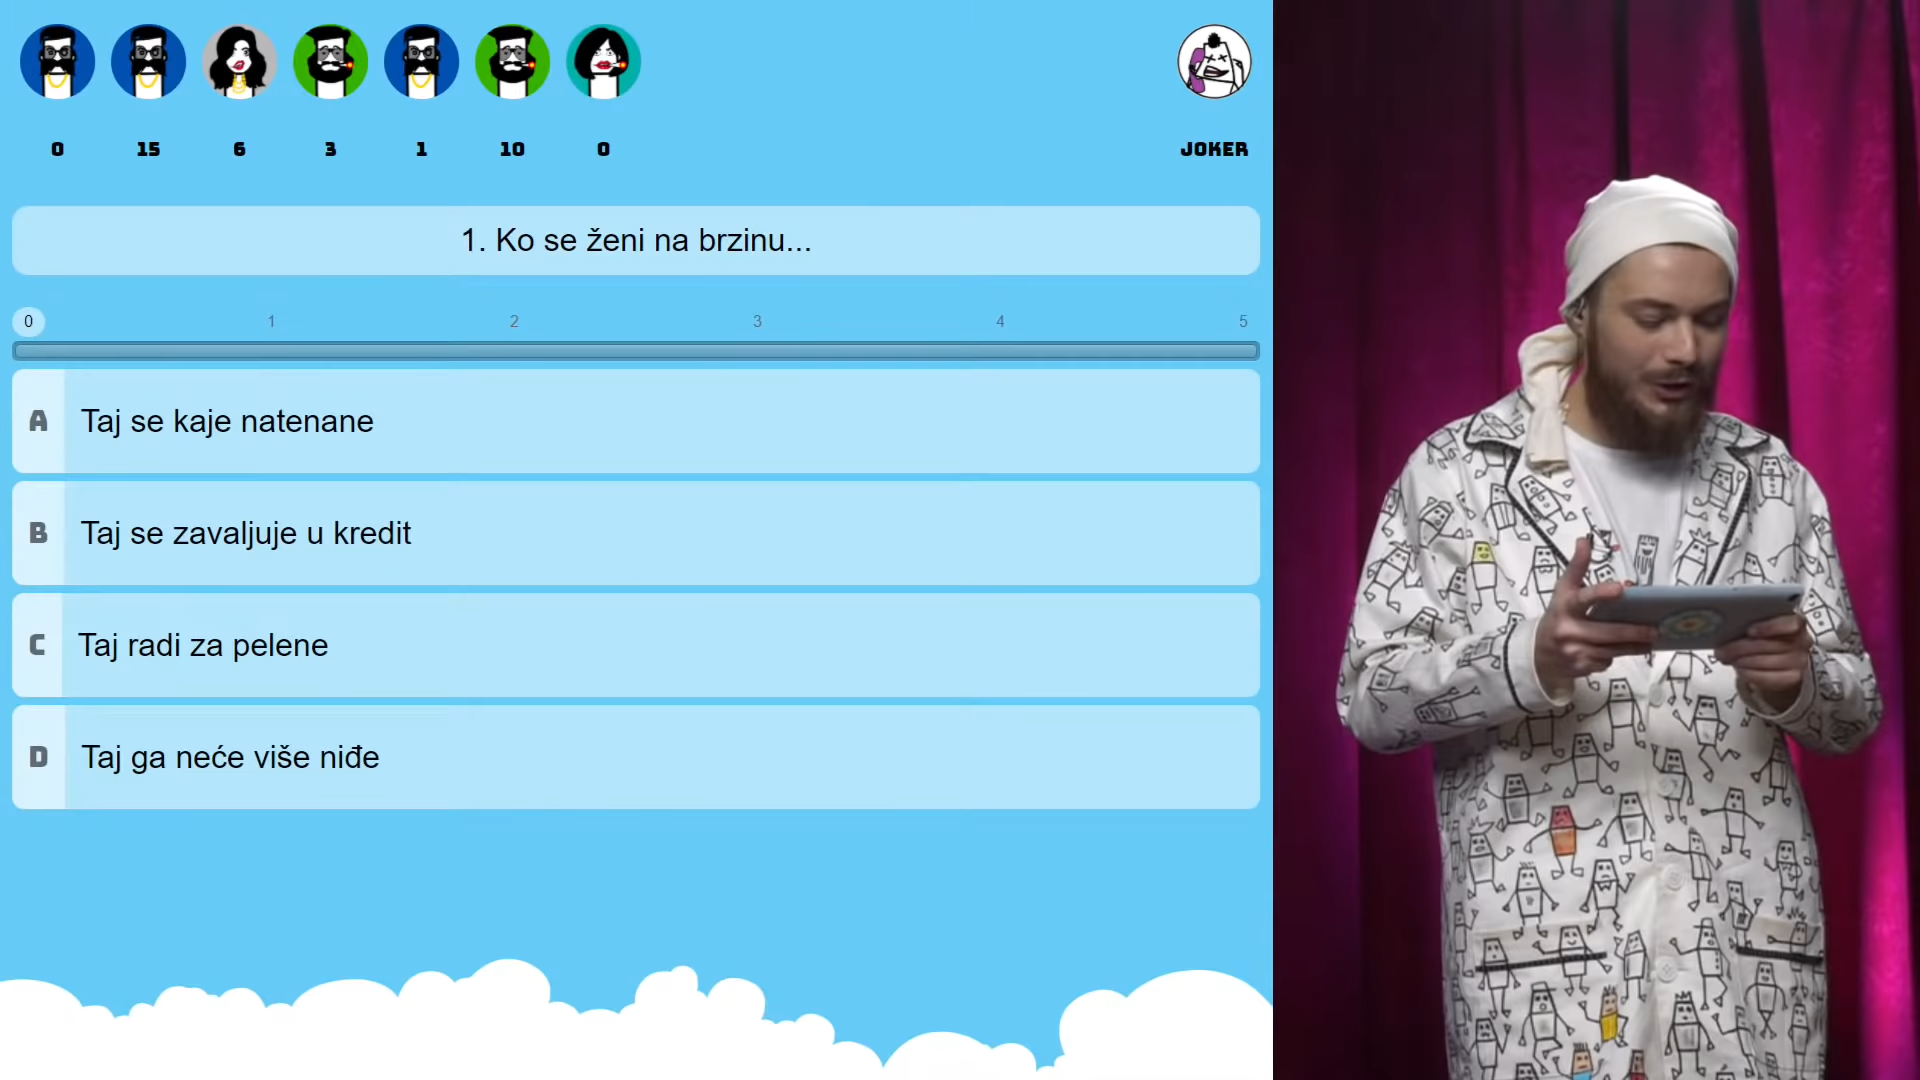 0 15 6 3 1 10 0 JOKER
1. Ko se ženi na brzinu...
0 1 2 3 4 5
A Taj se kaje natenane
B Taj se zavaljuje u kredit
C Taj radi za pelene
D Taj ga neće više niđe